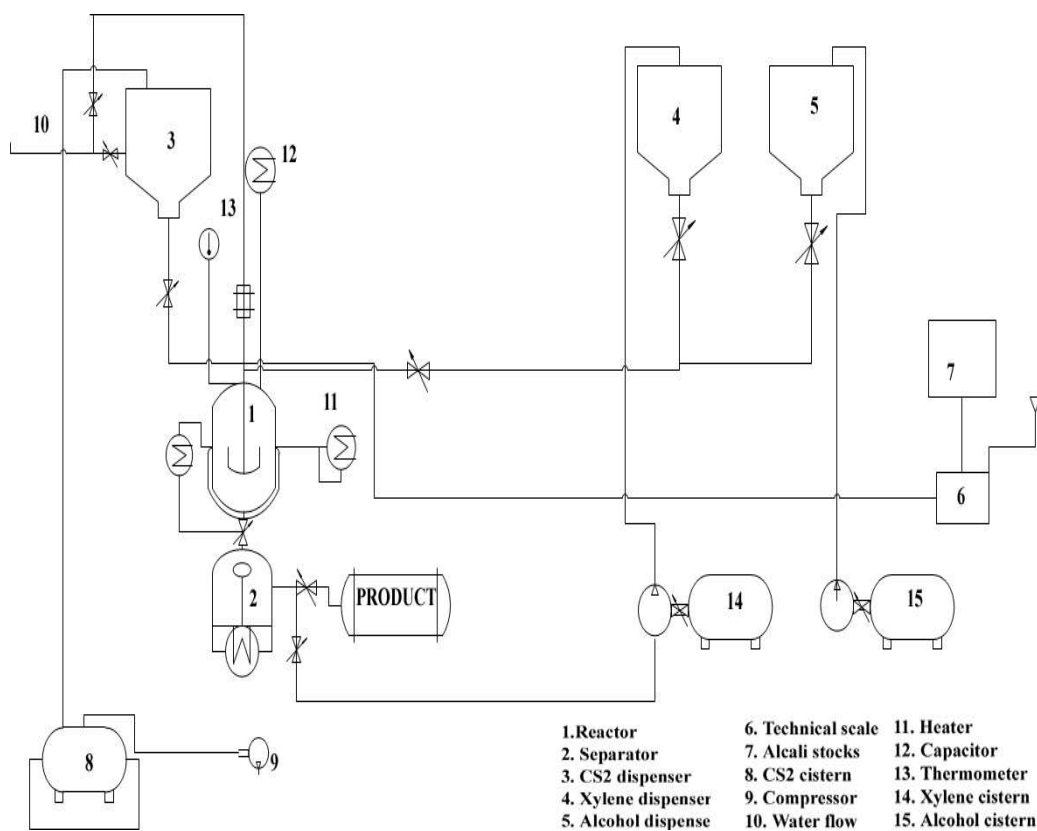 10
3
12
13
4
5
1
11
7
6
2
PRODUCT
14
15
8
9
1.Reactor
2. Separator
3. CS2 dispenser
4. Xylene dispenser
5. Alcohol dispense
6. Technical scale
7. Alcali stocks
8. CS2 cistern
9. Compressor
10. Water flow
11. Heater
12. Capacitor
13. Thermometer
14. Xylene cistern
15. Alcohol cistern